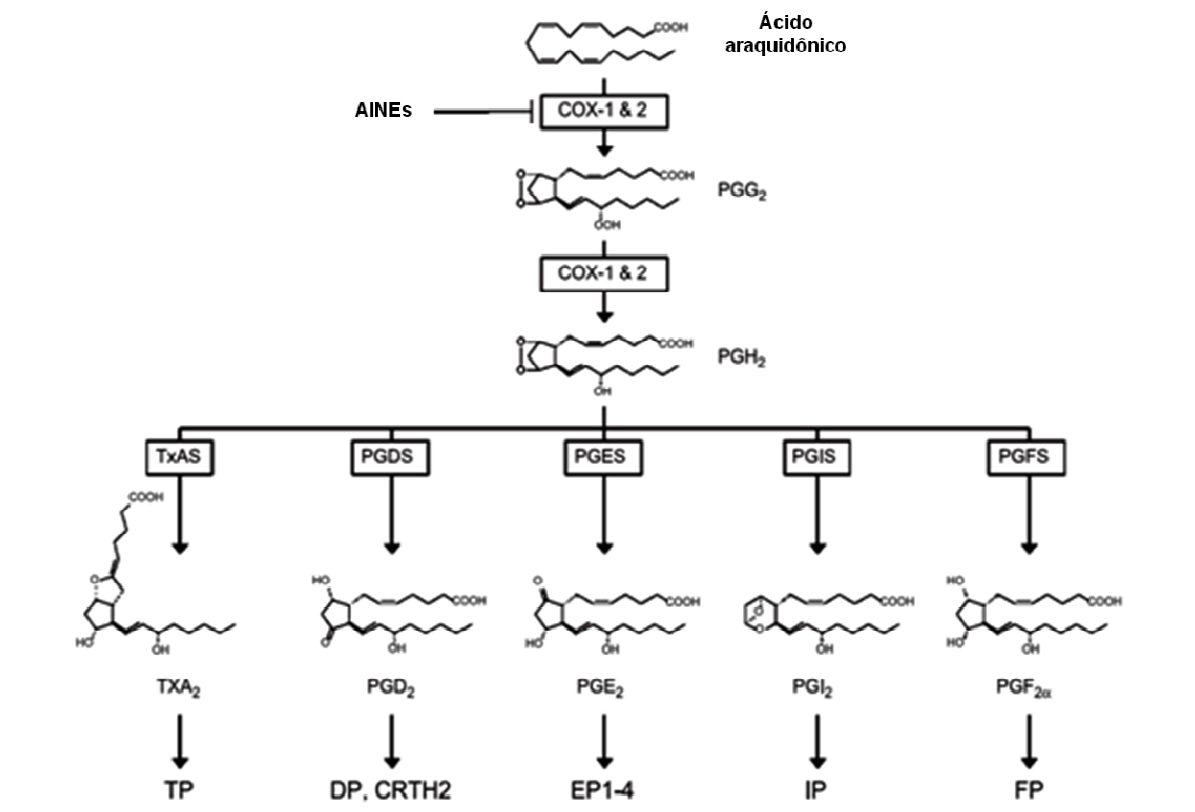 Ácido
araquidônico
COOH
AINEs
COX-1 & 2
O
COOH
O
OOH
PGG2
COX-1 & 2
O
COOH
O
OH
PGH2
TxAS PGDS PGES PGIS PGFS
COOH
O
HO
OH
HO
COOH
O
OH
O
COOH
HO
OH
O
O
COOH
OH
HO
COOH
HO
OH
TXA2 PGD2 PGE2 PGI2 PGF2α
TP DP, CRTH2 EP1-4 IP FP